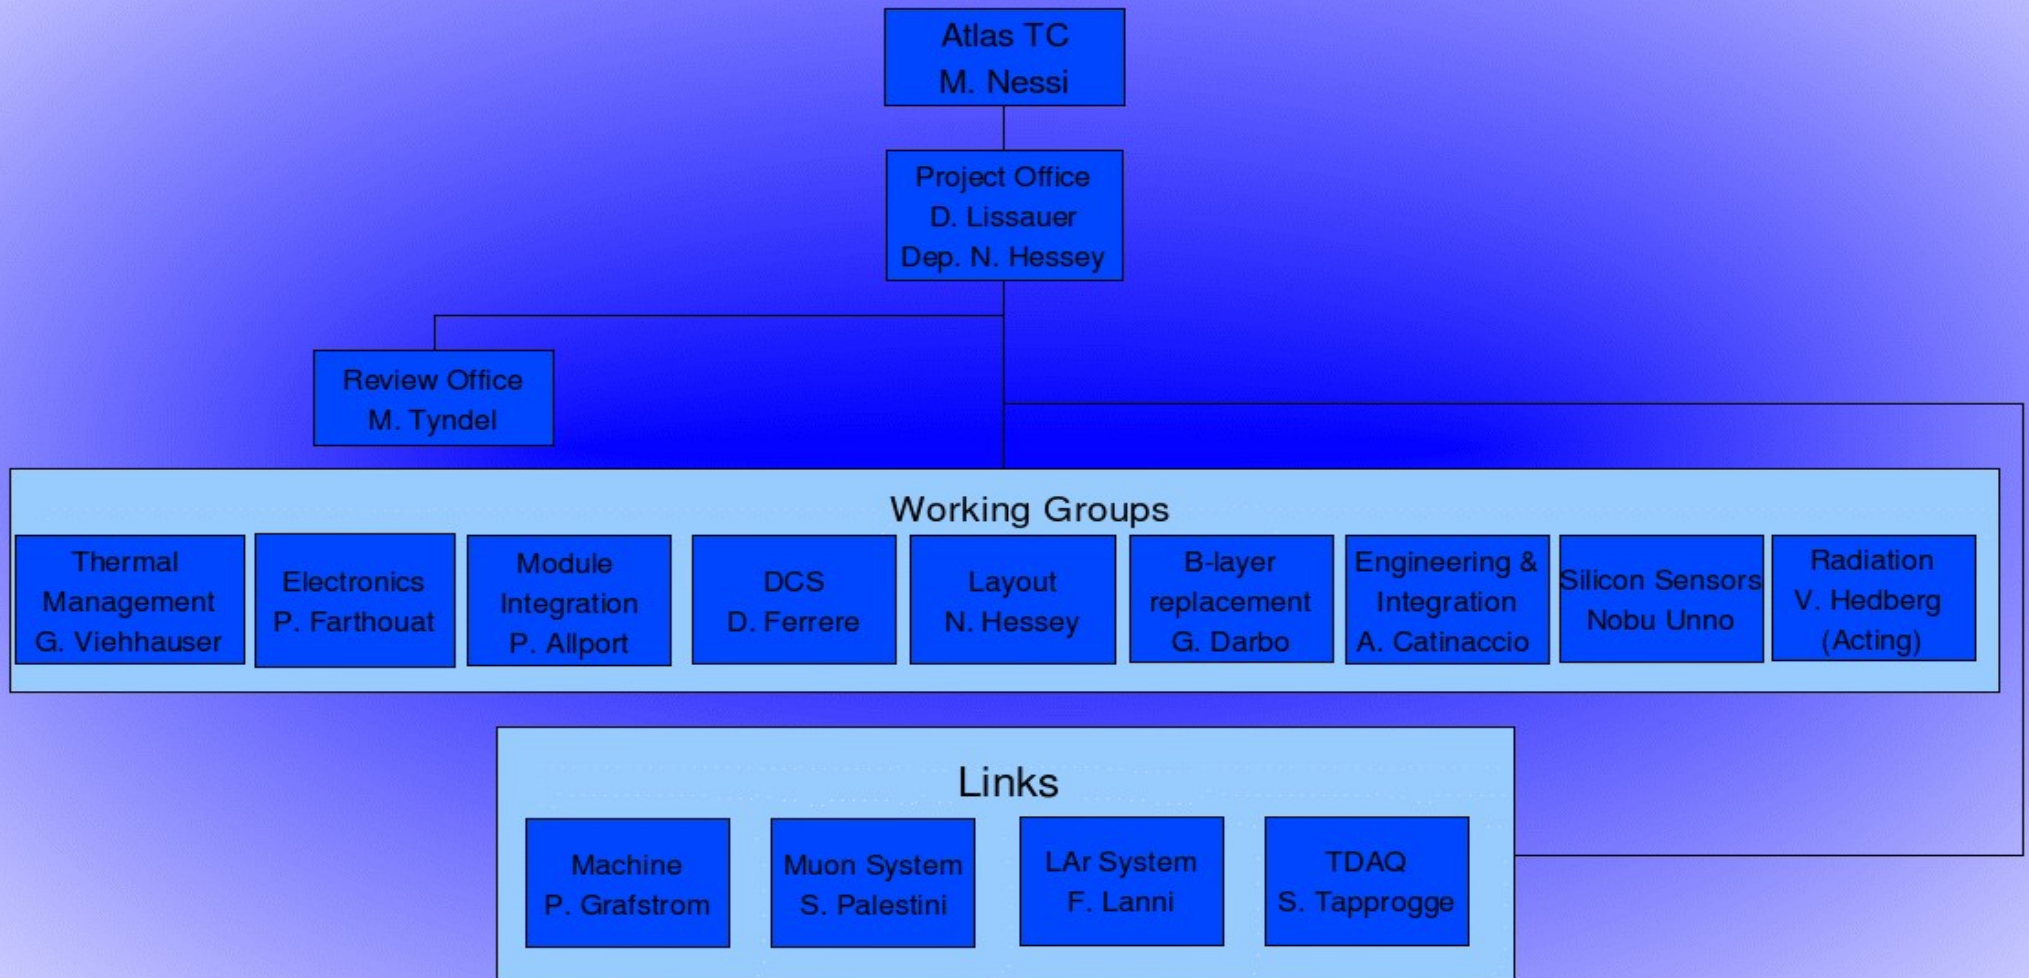 Atlas TC
M. Nessi
Project Office
D. Lissauer
Dep. N. Hessey
Review Office
M. Tyndel
Working Groups
Thermal
Management
G. Viehhauser
Electronics
P. Farthouat
Module
Integration
P. Allport
DCS
D. Ferrere
Layout
N. Hessey
B-layer
replacement
G. Darbo
Engineering &
Integration
A. Catinaccio
Silicon Sensors
Nobu Unno
Radiation
V. Hedberg
(Acting)
Links
Machine
P. Grafstrom
Muon System
S. Palestini
LAr System
F. Lanni
TDAQ
S. Tapprogge